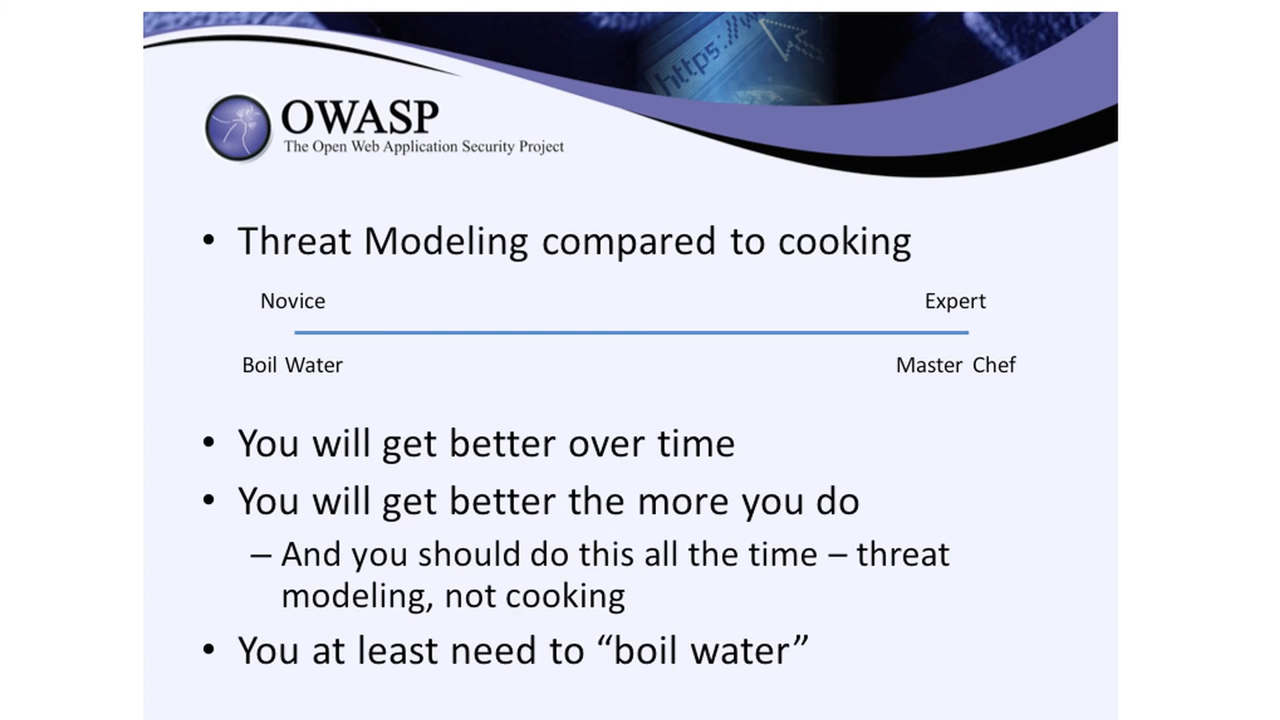 https://w
OWASP
The Open Web Application Security Project
• Threat Modeling compared to cooking
Novice Expert
Boil Water Master Chef
• You will get better over time
• You will get better the more you do
– And you should do this all the time – threat
modeling, not cooking
• You at least need to “boil water”